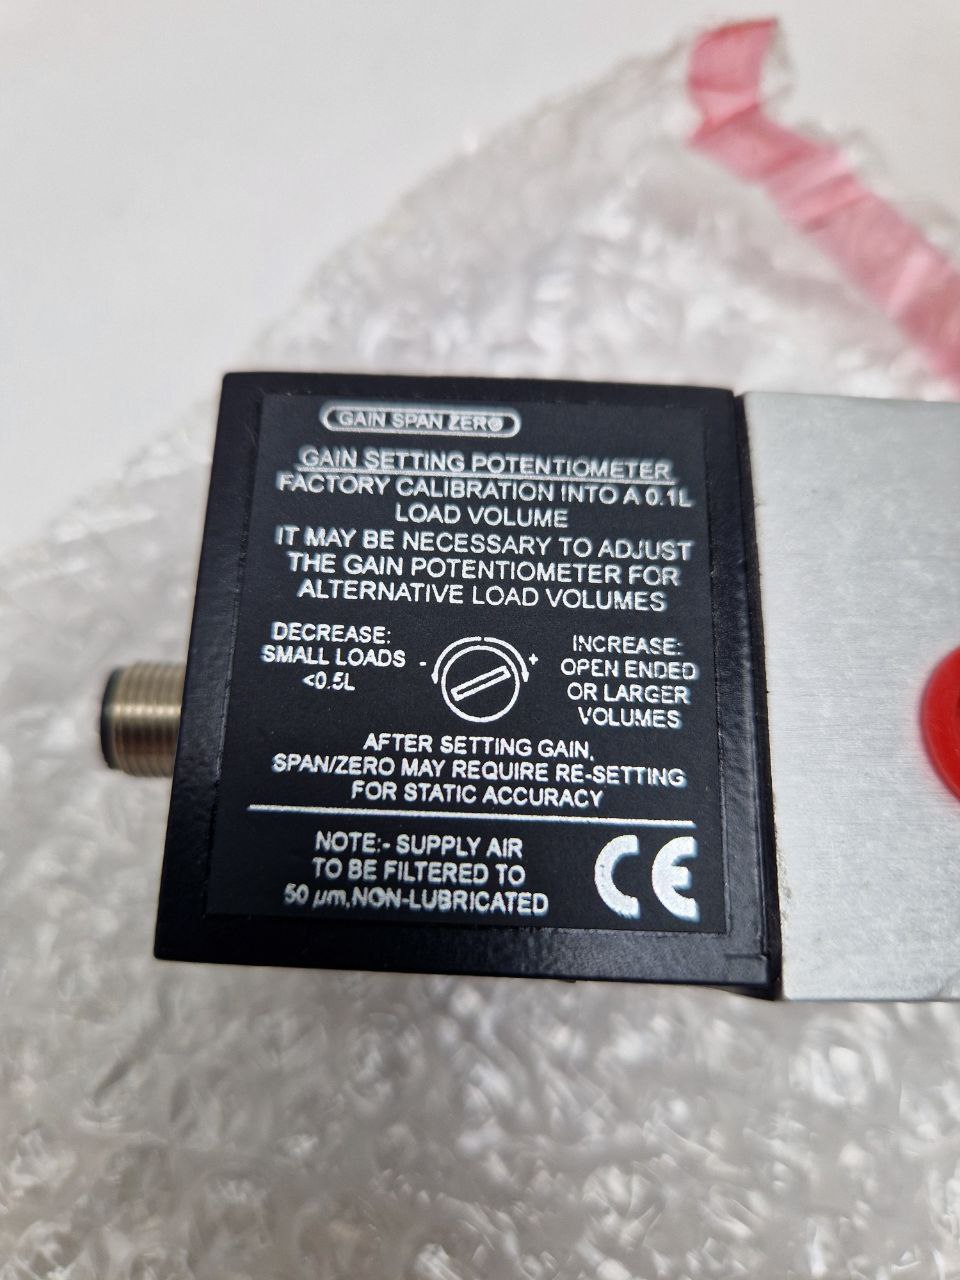 GAIN SPAN ZERO
GAIN SETTING POTENTIOMETER
FACTORY CALIBRATION INTO A 0.1L
LOAD VOLUME
IT MAY BE NECESSARY TO ADJUST
THE GAIN POTENTIOMETER FOR
ALTERNATIVE LOAD VOLUMES
DECREASE:
SMALL LOADS
<0.5L
- +
INCREASE:
OPEN ENDED
OR LARGER
VOLUMES
AFTER SETTING GAIN,
SPAN/ZERO MAY REQUIRE RE-SETTING
FOR STATIC ACCURACY
NOTE:- SUPPLY AIR
TO BE FILTERED TO
50 µm,NON-LUBRICATED
CE